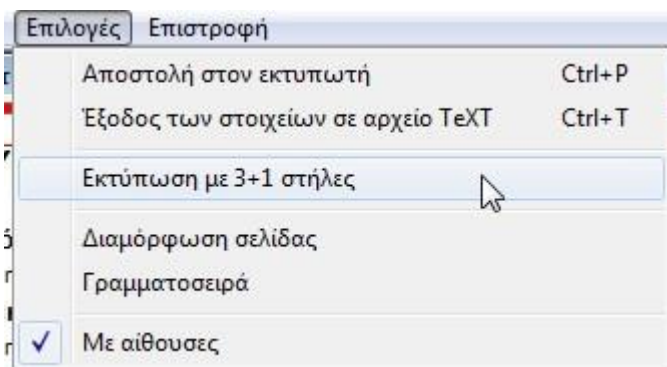 Επιλογές Επιστροφή
Αποστολή στον εκτυπωτή Ctrl+P
Έξοδος των στοιχείων σε αρχείο TeXT Ctrl+T
Εκτύπωση με 3+1 στήλες
Διαμόρφωση σελίδας
Γραμματοσειρά
Με αίθουσες